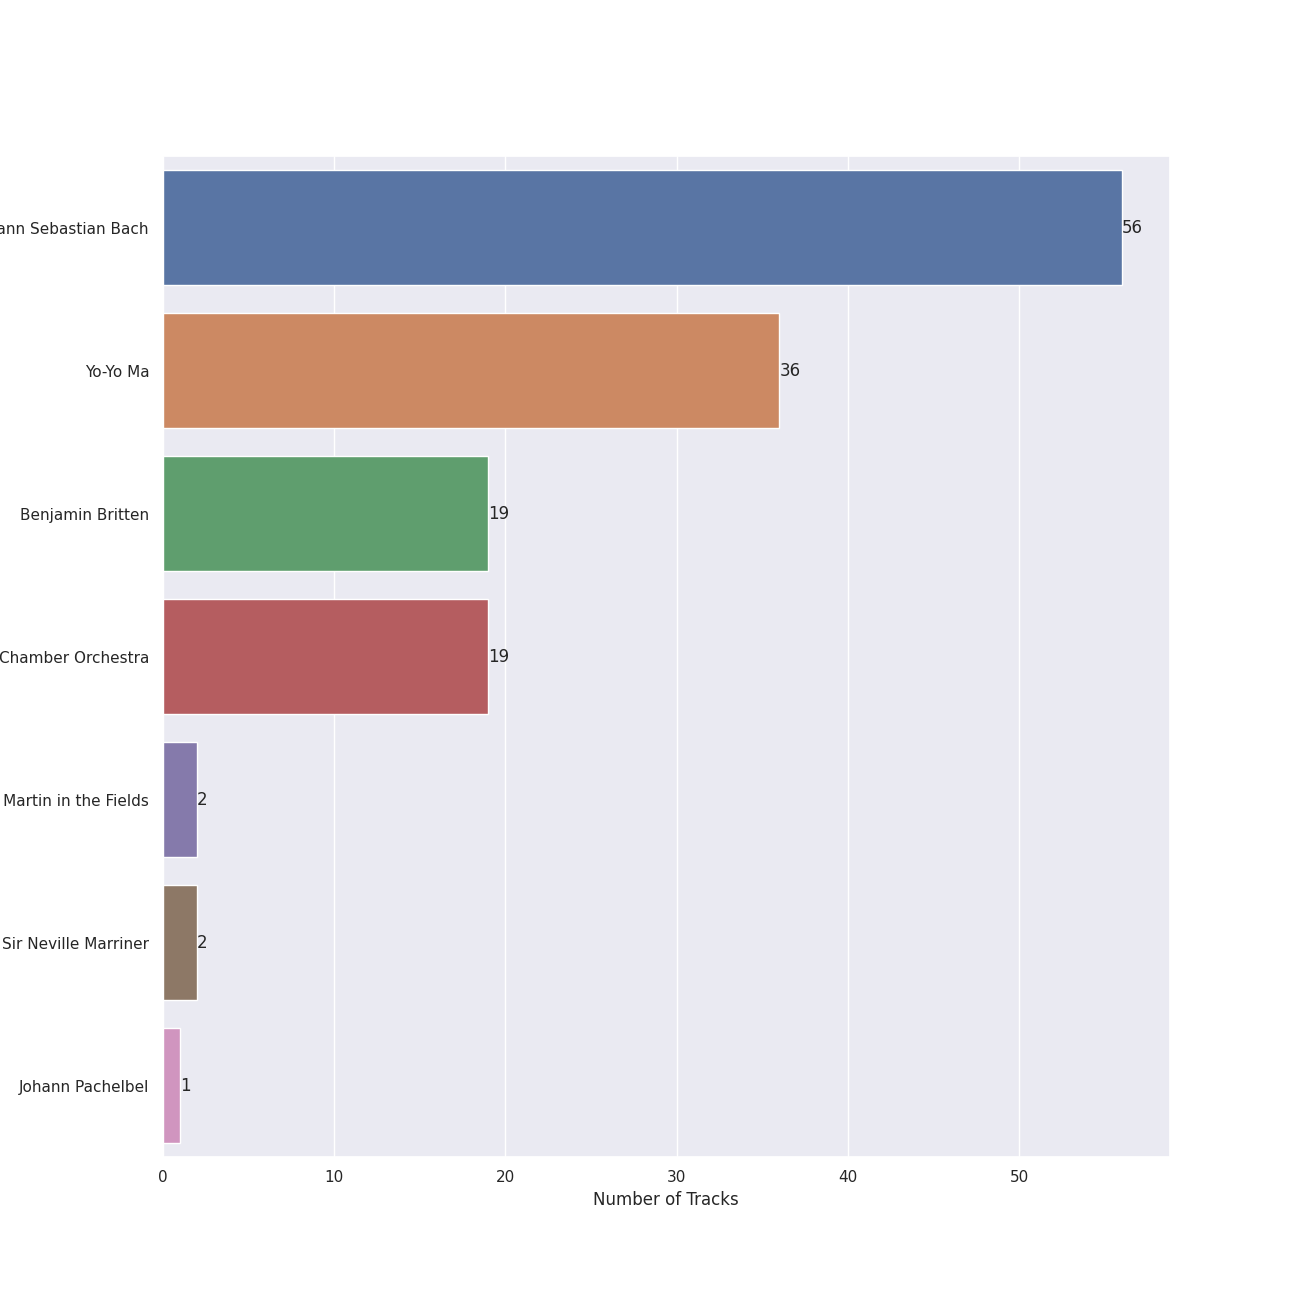 ann Sebastian Bach
56
Yo-Yo Ma
36
Benjamin Britten
19
Chamber Orchestra
19
Martin in the Fields
2
Sir Neville Marriner
2
Johann Pachelbel
1
0 10 20 30 40 50
Number of Tracks